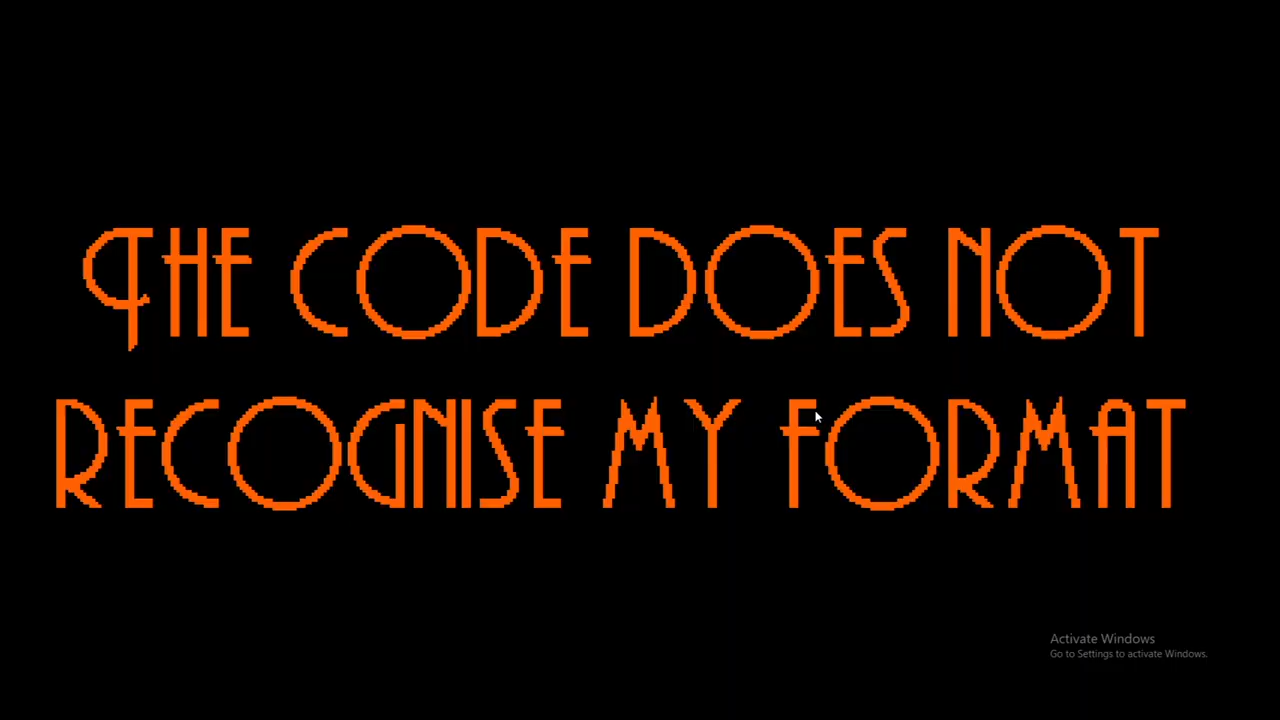 THE CODE DOES NOT
RECOGNISE MY FORMAT
Activate Windows
Go to Settings to activate Windows.